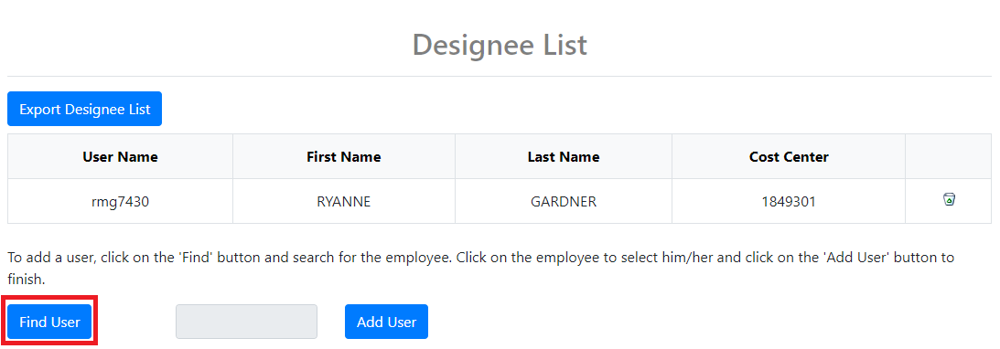 Designee List
Export Designee List
User Name First Name Last Name Cost Center
rmg7430 RYANNE GARDNER 1849301
To add a user, click on the 'Find' button and search for the employee. Click on the employee to select him/her and click on the 'Add User' button to
finish.
Find User Add User